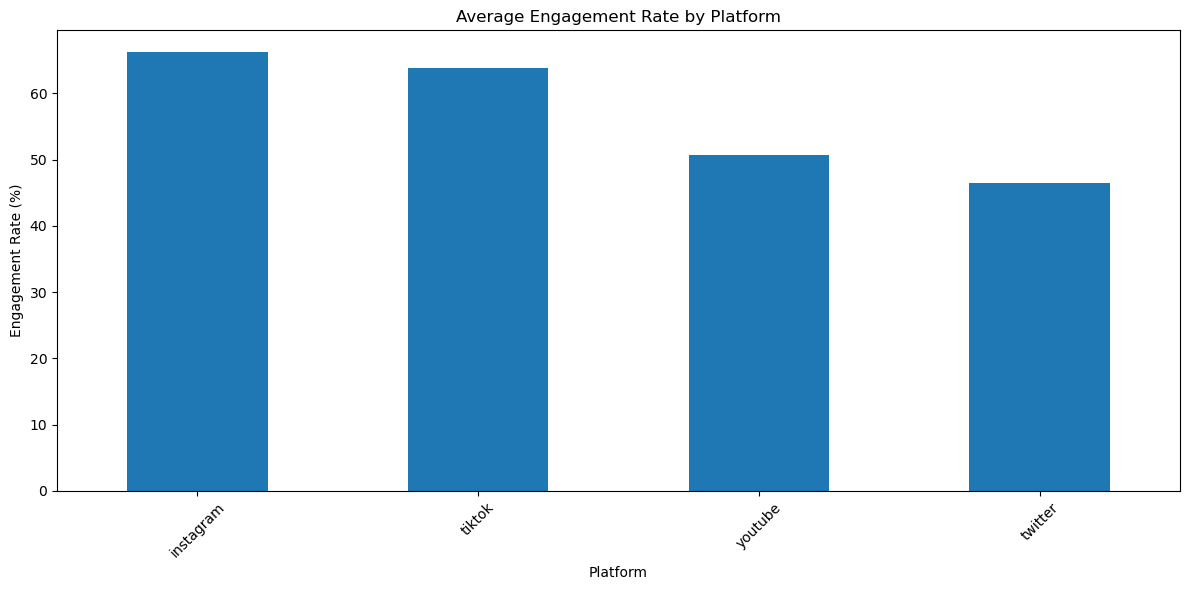 Average Engagement Rate by Platform
Engagement Rate (%)
60
50
40
30
20
10
0
instagram
tiktok
youtube
twitter
Platform